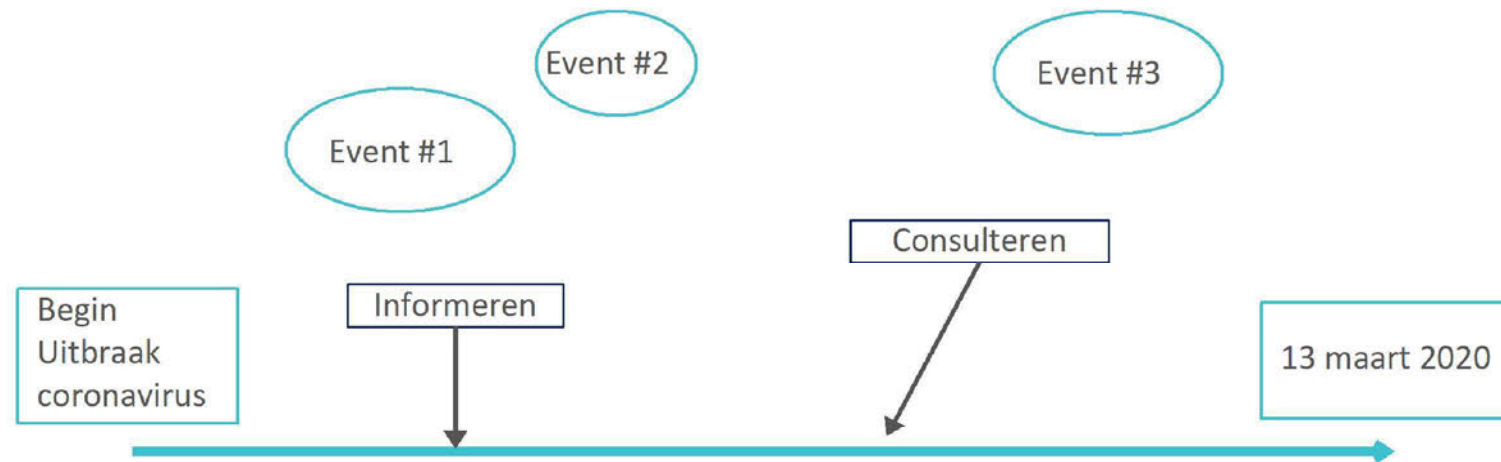 Event #2
Event #3
Event #1
Consulteren
Informeren
Begin
Uitbraak
coronavirus
13 maart 2020